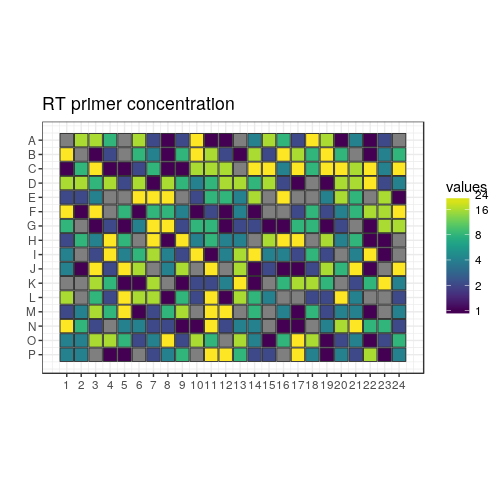 RT primer concentration
values
24
16
8
4
2
1
A
B
C
D
E
F
G
H
I
J
K
L
M
N
O
P
1 2 3 4 5 6 7 8 9 10 11 12 13 14 15 16 17 18 19 20 21 22 23 24